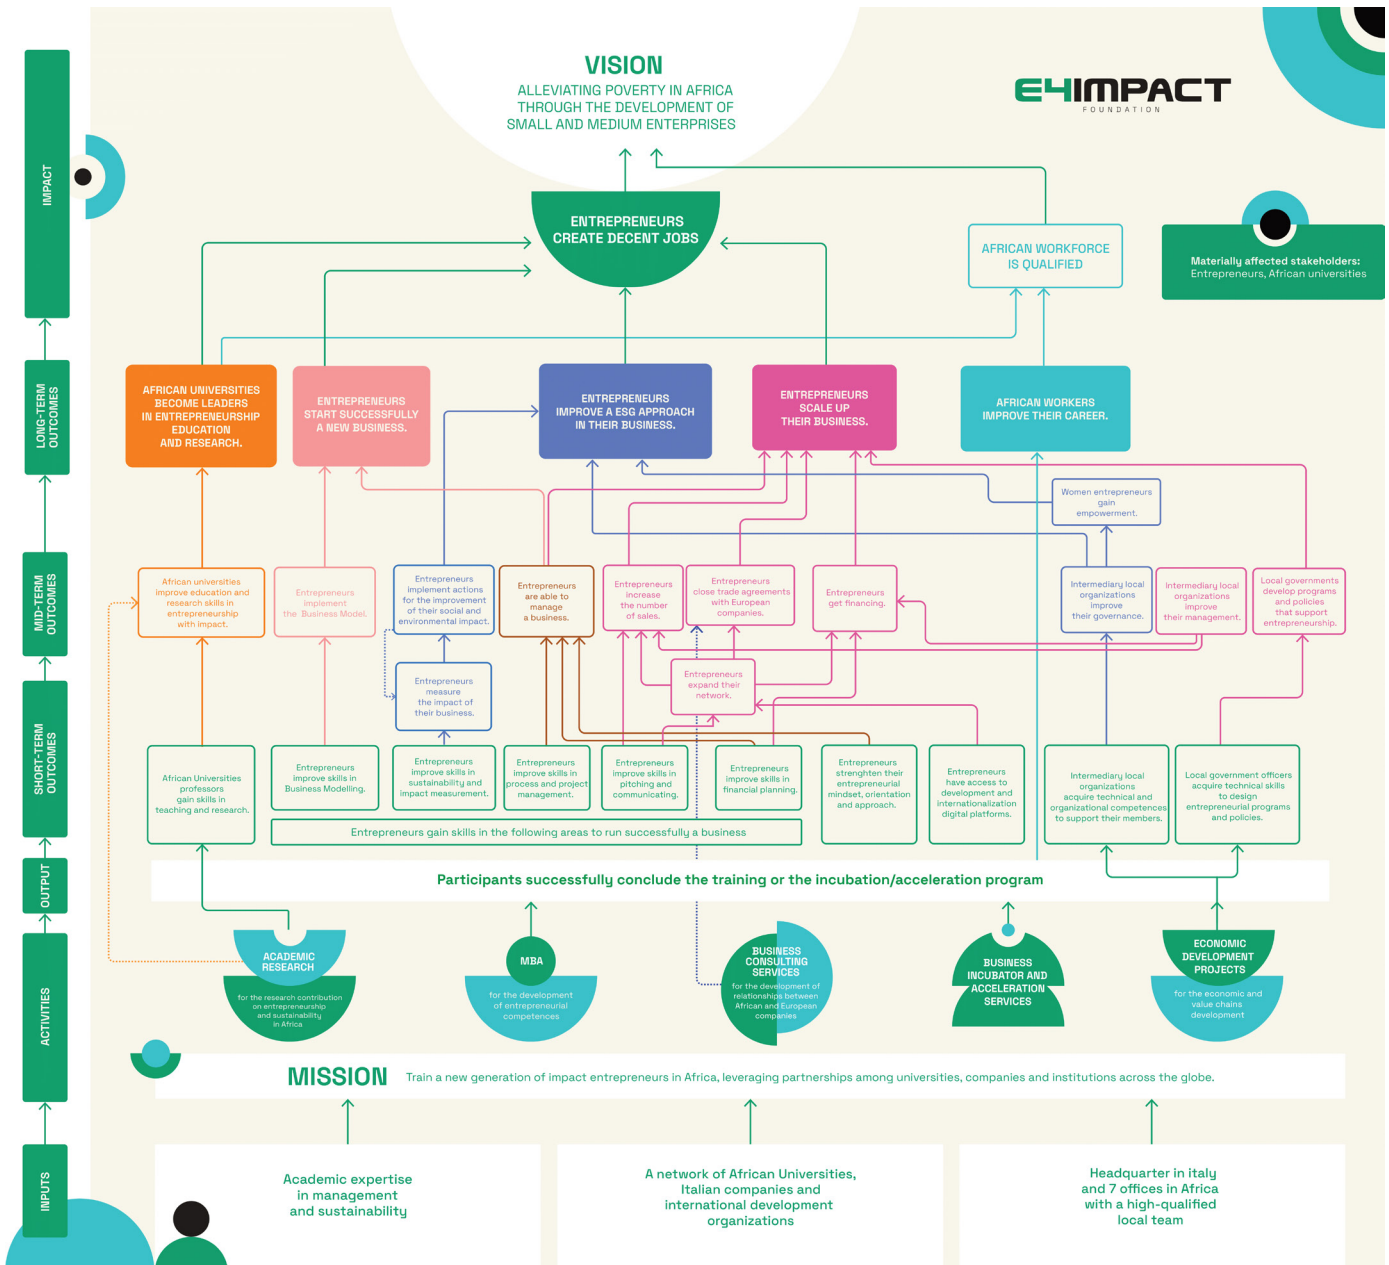 VISION
ALLEVIATING POVERTY IN AFRICA
THROUGH THE DEVELOPMENT OF
SMALL AND MEDIUM ENTERPRISES
E4IMPACT
FOUNDATION
IMPACT
ENTREPRENEURS
CREATE DECENT JOBS
AFRICAN WORKFORCE
IS QUALIFIED
Materially affected stakeholders:
Entrepreneurs, African universities
LONG-TERM
OUTCOMES
AFRICAN UNIVERSITIES
BECOME LEADERS
IN ENTREPRENEURSHIP
EDUCATION
AND RESEARCH.
ENTREPRENEURS
START SUCCESSFULLY
A NEW BUSINESS.
ENTREPRENEURS
IMPROVE A ESG APPROACH
IN THEIR BUSINESS.
ENTREPRENEURS
SCALE UP
THEIR BUSINESS.
AFRICAN WORKERS
IMPROVE THEIR CAREER.
Women entrepreneurs
gain
empowerment.
MID-TERM
OUTCOMES
African universities
improve education and
research skills in
entrepreneurship
with impact.
Entrepreneurs
implement
the Business Model.
Entrepreneurs
implement actions
for the improvement
of their social and
environmental impact.
Entrepreneurs
are able to
manage
a business.
Entrepreneurs
increase
the number
of sales.
Entrepreneurs
close trade agreements
with European
companies.
Entrepreneurs
get financing.
Intermediary local
organizations
improve
their governance.
Intermediary local
organizations
improve
their management.
Local governments
develop programs
and policies
that support
entrepreneurship.
Entrepreneurs
measure
the impact of
their business.
Entrepreneurs
expand their
network.
SHORT-TERM
OUTCOMES
African Universities
professors
gain skills in
teaching and research.
Entrepreneurs
improve skills in
Business Modelling.
Entrepreneurs
improve skills in
sustainability and
impact measurement.
Entrepreneurs
improve skills in
process and project
management.
Entrepreneurs
improve skills in
pitching and
communicating.
Entrepreneurs
improve skills in
financial planning.
Entrepreneurs
strenghten their
entrepreneurial
mindset, orientation
and approach.
Entrepreneurs
have access to
development and
internationalization
digital platforms.
Intermediary local
organizations
acquire technical and
organizational competences
to support their members.
Local government officers
acquire technical skills
to design
entrepreneurial programs
and policies.
Entrepreneurs gain skills in the following areas to run successfully a business
OUTPUT
Participants successfully conclude the training or the incubation/acceleration program
ACTIVITIES
ACADEMIC
RESEARCH
for the research contribution
on entrepreneurship
and sustainability
in Africa
MBA
for the development
of entrepreneurial
competences
BUSINESS
CONSULTING
SERVICES
for the development of
relationships between
African and European
companies
BUSINESS
INCUBATOR AND
ACCELERATION
SERVICES
ECONOMIC
DEVELOPMENT
PROJECTS
for the economic and
value chains
development
MISSION
Train a new generation of impact entrepreneurs in Africa, leveraging partnerships among universities, companies and institutions across the globe.
INPUTS
Academic expertise
in management
and sustainability
A network of African Universities,
Italian companies and
international development
organizations
Headquarter in italy
and 7 offices in Africa
with a high-qualified
local team